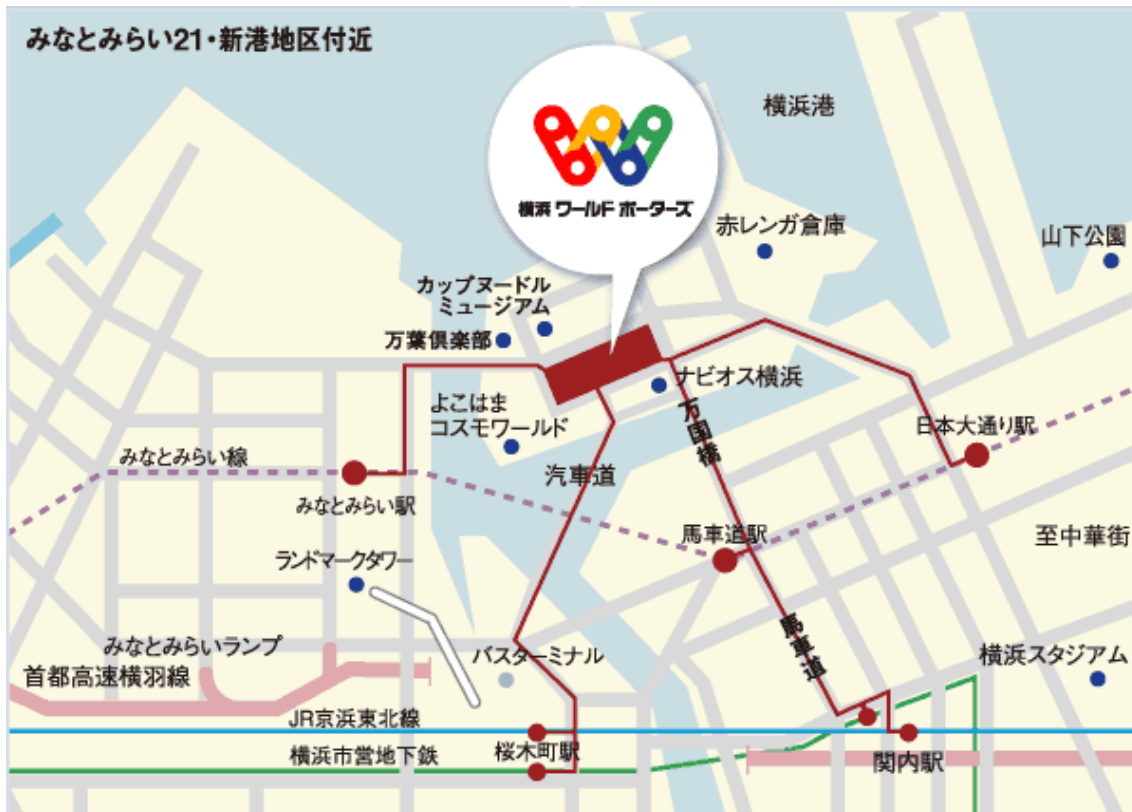 みなとみらい21・新港地区付近
横浜港
横浜 ワールド ポーターズ
赤レンガ倉庫
山下公園
カップヌードル
ミュージアム
万葉倶楽部
ナビオス横浜
よこはま
コスモワールド
万国橋
日本大通り駅
みなとみらい線
汽車道
みなとみらい駅
馬車道駅
至中華街
ランドマークタワー
馬車道
みなとみらいランプ
バスターミナル
横浜スタジアム
首都高速横羽線
JR京浜東北線
桜木町駅
関内駅
横浜市営地下鉄